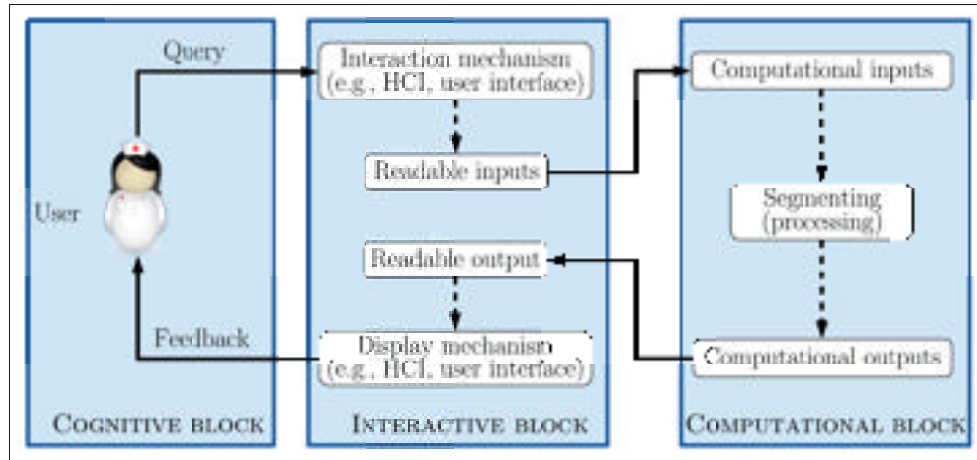 Query
Interaction mechanism
(e.g., HCI, user interface)
Computational inputs
Readable inputs
User
Segmenting
(processing)
Readable output
Feedback
Display mechanism
(e.g., HCI, user interface)
Computational outputs
COGNITIVE BLOCK
INTERACTIVE BLOCK
COMPUTATIONAL BLOCK